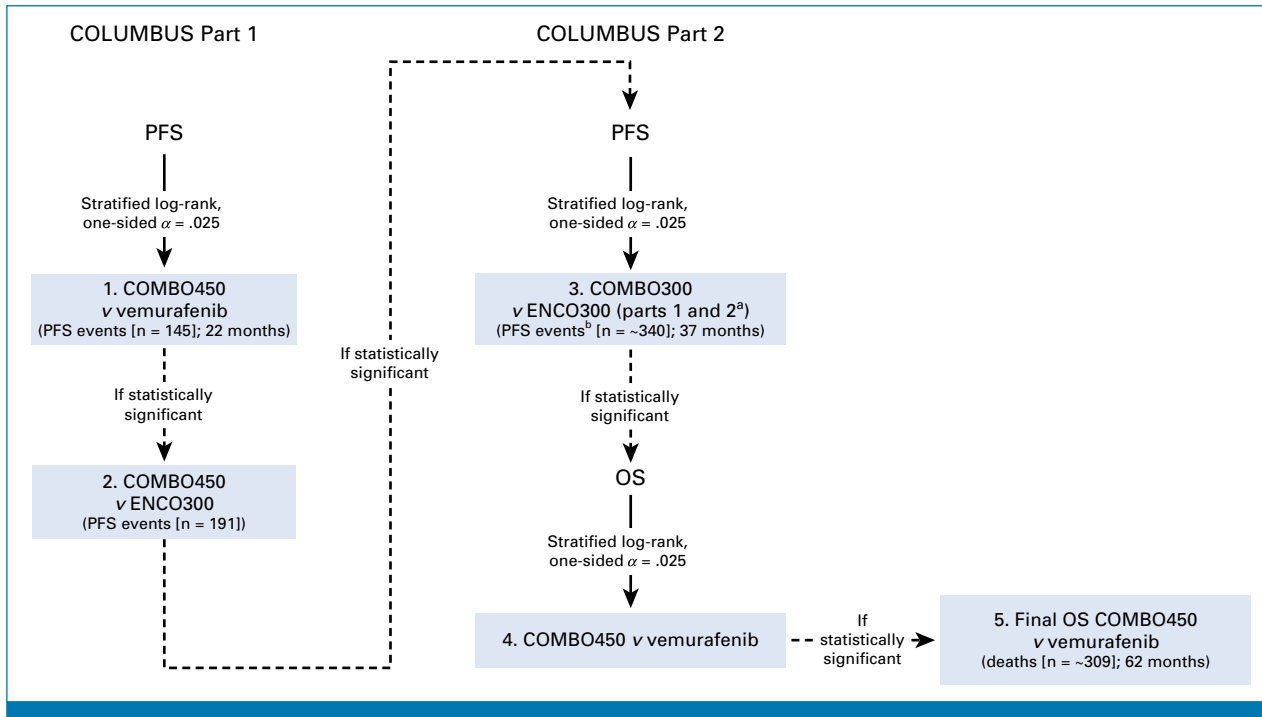 COLUMBUS Part 1
PFS
Stratified log-rank,
one-sided α = .025
1. COMBO450
v vemurafenib
(PFS events [n = 145]; 22 months)
If statistically
significant
2. COMBO450
v ENCO300
(PFS events [n = 191])
If statistically
significant
COLUMBUS Part 2
PFS
Stratified log-rank,
one-sided α = .025
3. COMBO300
v ENCO300 (parts 1 and 2ᵃ)
(PFS eventsᵇ [n = ~340]; 37 months)
If statistically
significant
OS
Stratified log-rank,
one-sided α = .025
4. COMBO450 v vemurafenib
If
statistically
significant
5. Final OS COMBO450
v vemurafenib
(deaths [n = ~309]; 62 months)